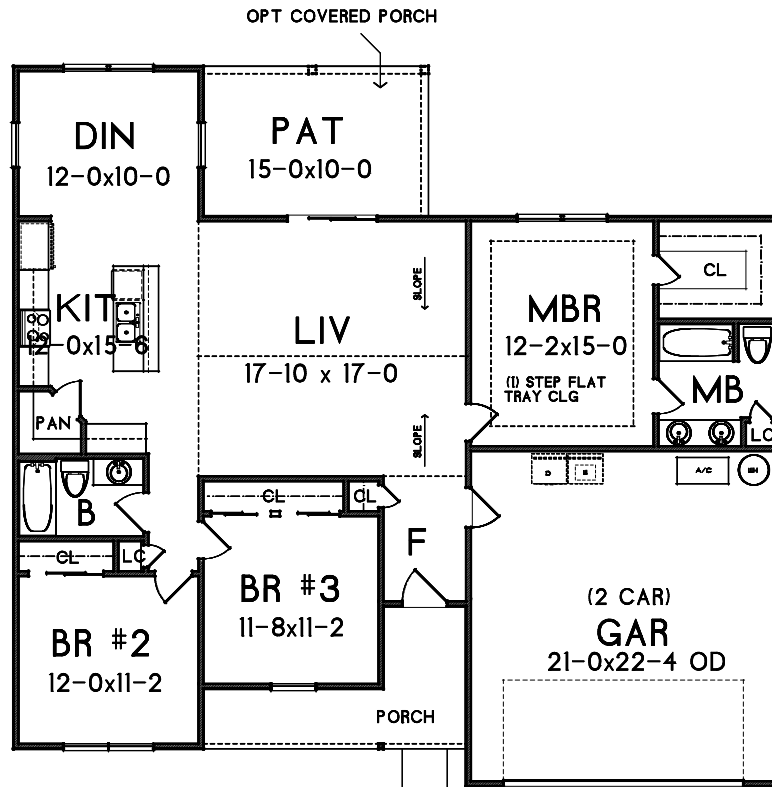 OPT COVERED PORCH
DIN
12-0x10-0
PAT
15-0x10-0
KIT
12-0x15-6
SLOPE
LIV
17-10 x 17-0
SLOPE
MBR
12-2x15-0
(1) STEP FLAT
TRAY CLG
CL
MB
LC
PAN
B
CL
LC
CL
CL
F
D
A/C
WH
BR #3
11-8x11-2
BR #2
12-0x11-2
(2 CAR)
GAR
21-0x22-4 OD
PORCH